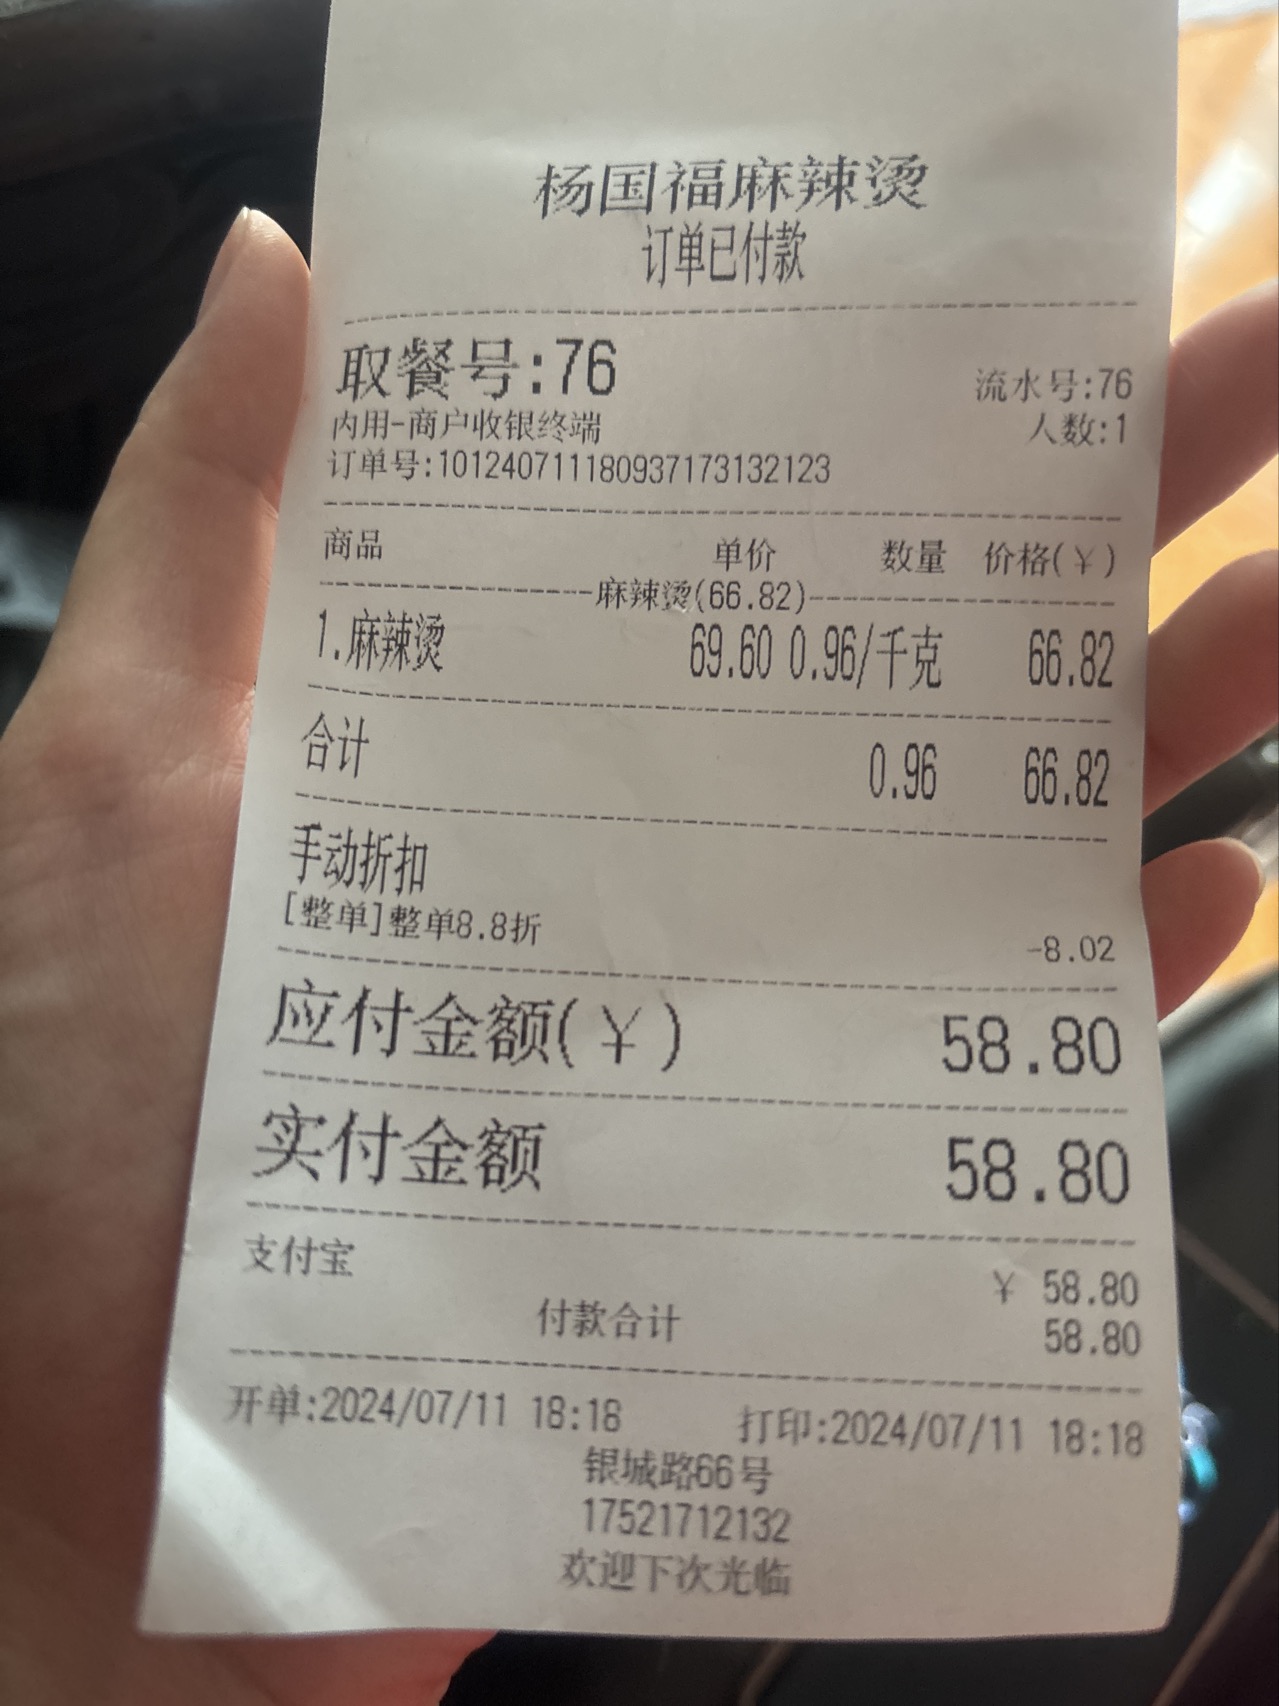 杨国福麻辣烫
订单已付款
取餐号:76 流水号:76
内用-商户收银终端 人数:1
订单号:101240711180937173132123
商品 单价 数量 价格(¥)
麻辣烫(66.82)
1.麻辣烫 69.60 0.96/千克 66.82
合计 0.96 66.82
手动折扣
[整单]整单8.8折 -8.02
应付金额(¥) 58.80
实付金额 58.80
支付宝 ¥ 58.80
付款合计 58.80
开单:2024/07/11 18:18 打印:2024/07/11 18:18
银城路66号
17521712132
欢迎下次光临